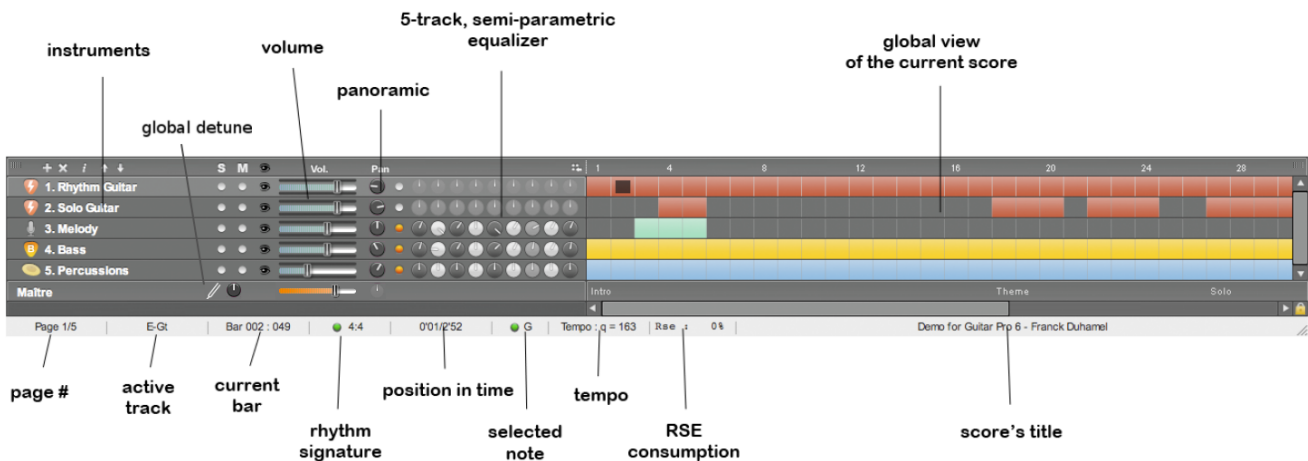 5-track, semi-parametric
equalizer
instruments
volume
global view
of the current score
panoramic
global detune
S M Vol. Pan 1 4 8 12 16 20 24 28
1. Rhythm Guitar
2. Solo Guitar
3. Melody
B 4. Bass
5. Percussions
Maître Intro Theme Solo
Page 1/5 E-Gt Bar 002 : 049 4:4 0'01/2'52 G Tempo : q = 163 Rse : 0% Demo for Guitar Pro 6 - Franck Duhamel
page #
active
track
current
bar
position in time
tempo
rhythm
signature
selected
note
RSE
consumption
score's title